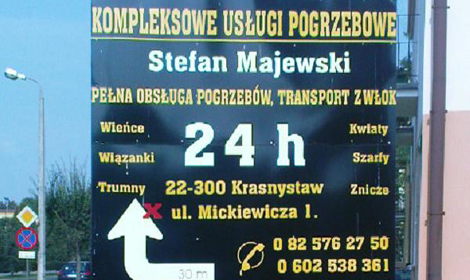 KOMPLEKSOWE USŁUGI POGRZEBOWE
Stefan Majewski
PEŁNA OBSŁUGA POGRZEBÓW, TRANSPORT ZWŁOK
Wieńce
Wiązanki
Trumny
24 h
Kwiaty
Szarfy
Znicze
22-300 Krasnystaw
ul. Mickiewicza 1.
0 82 576 27 50
0 602 538 361
30 m